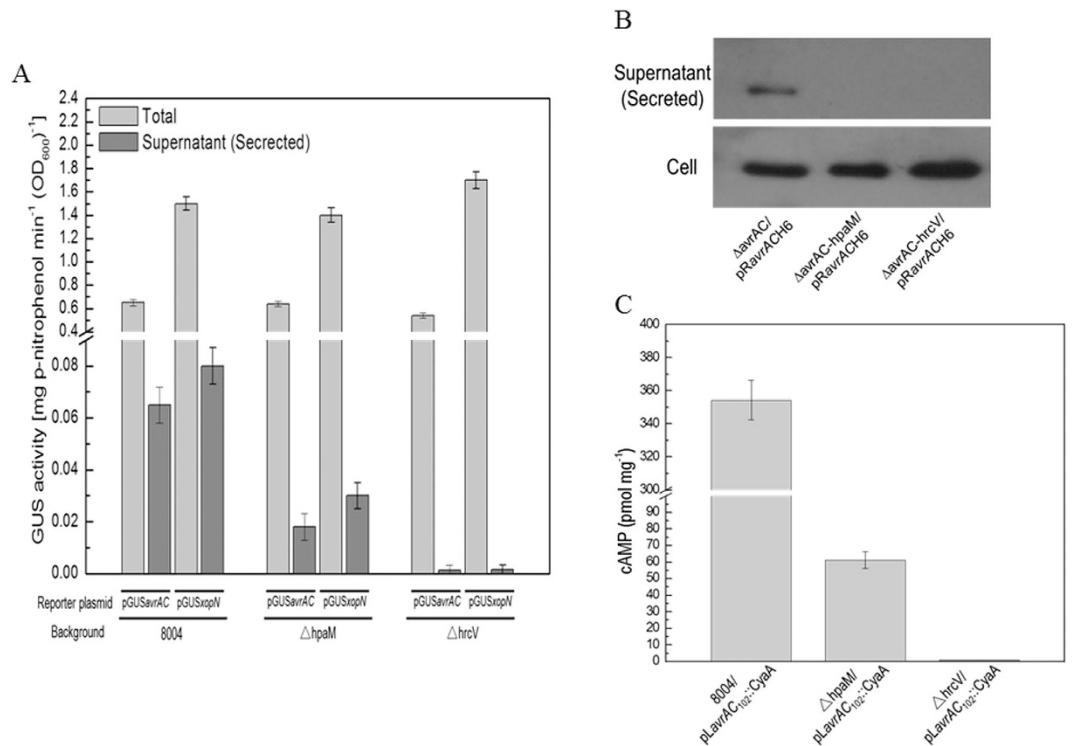 A
GUS activity [mg p-nitrophenol min⁻¹ (OD₆₀₀)⁻¹]
2.4
2.2
2.0
1.8
1.6
1.4
1.2
1.0
0.8
0.6
0.4
0.08
0.06
0.04
0.02
0.00
Total
Supernatant (Secrected)
Reporter plasmid pGUSavrAC pGUSxopN pGUSavrAC pGUSxopN pGUSavrAC pGUSxopN
Background 8004 △hpaM △hrcV
B
Supernatant
(Secreted)
Cell
ΔavrAC/
pRavrACH6
ΔavrAC-hpaM/
pRavrACH6
ΔavrAC-hrcV/
pRavrACH6
C
cAMP (pmol mg⁻¹)
400
390
380
370
360
350
340
330
320
310
300
90
80
70
60
50
40
30
20
10
0
8004/
pLavrAC₁₀₂::CyaA
△hpaM/
pLavrAC₁₀₂::CyaA
△hrcV/
pLavrAC₁₀₂::CyaA